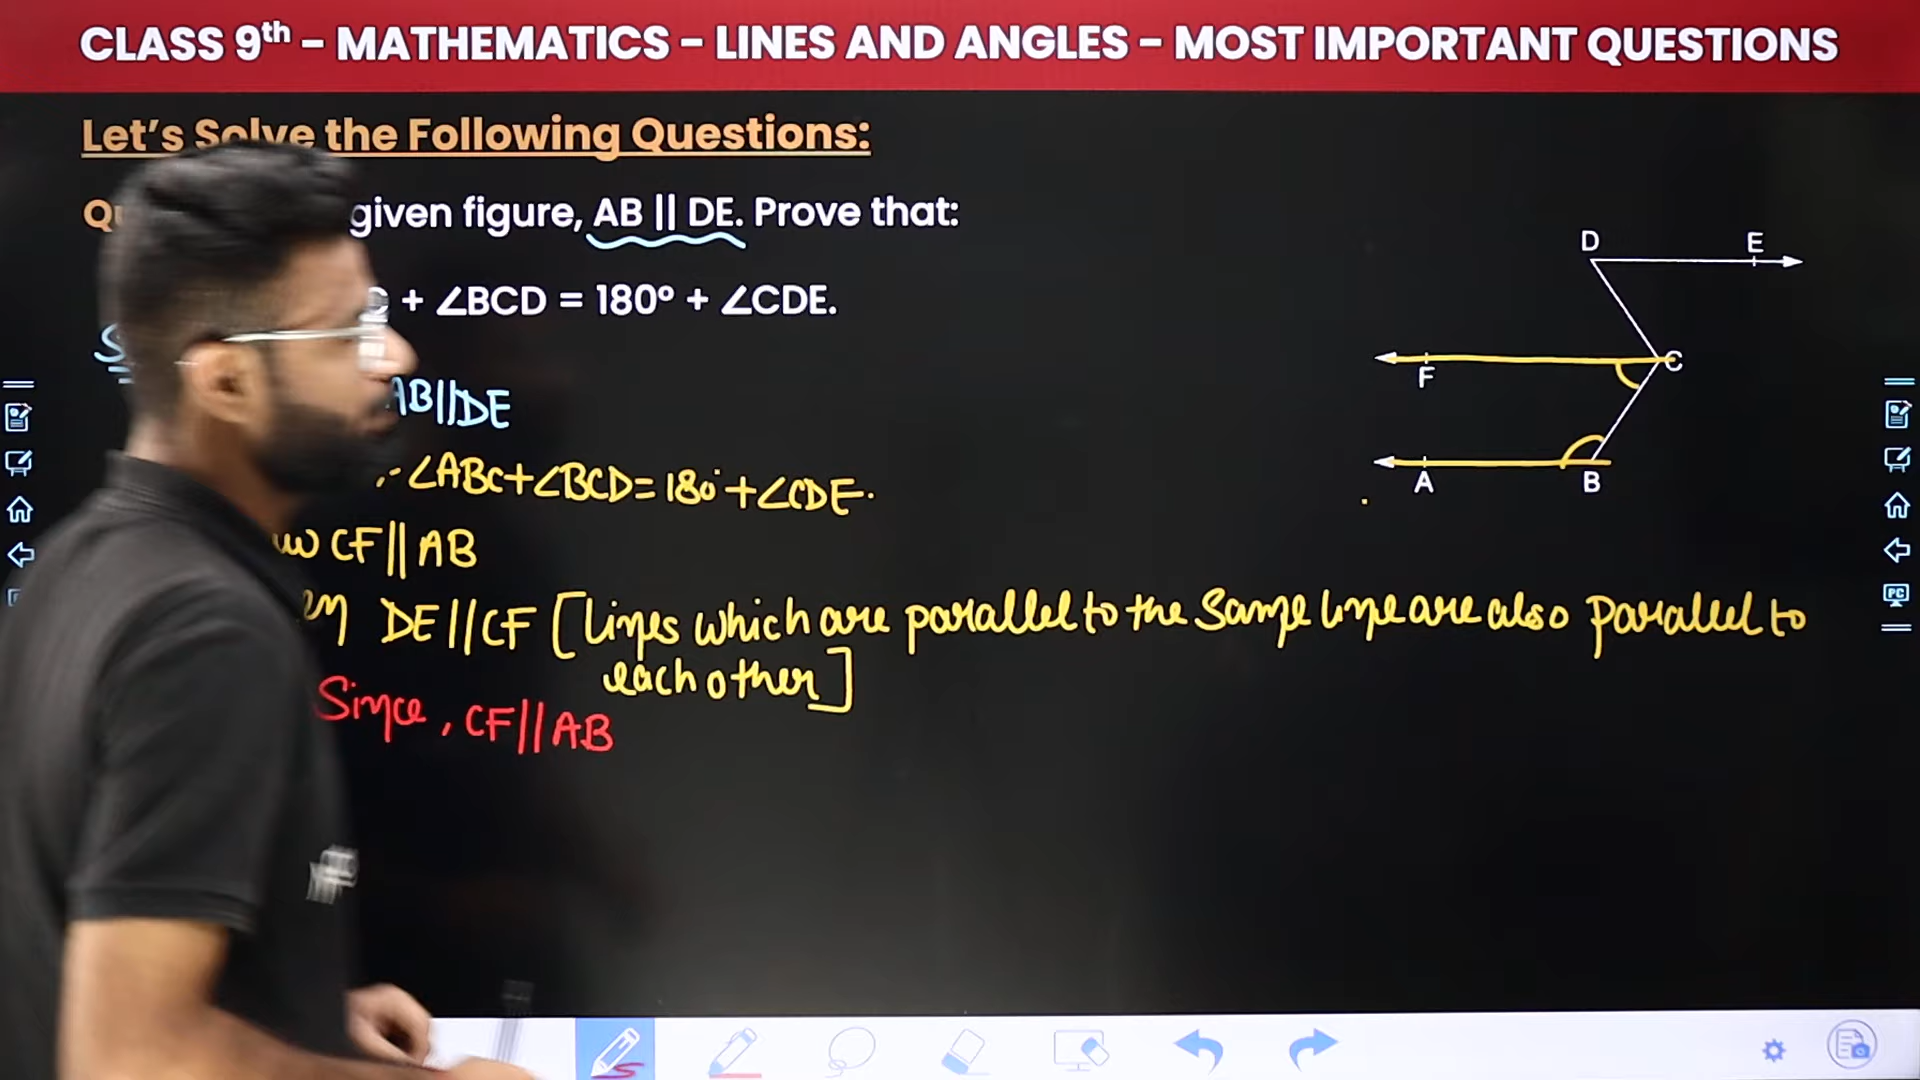 CLASS 9th – MATHEMATICS – LINES AND ANGLES – MOST IMPORTANT QUESTIONS
Let's Solve the Following Questions:
given figure, AB || DE. Prove that:
+ ∠BCD = 180° + ∠CDE.
AB||DE
∠ABC+∠BCD=180°+∠CDE.
CF||AB
DE||CF [Lines which are parallel to the same line are also parallel to
each other]
Since, CF||AB
D E
F C
A B
PC